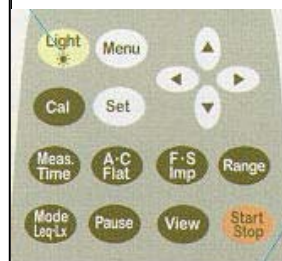 Light
Menu
Cal
Set
Meas. Time
A·C Flat
F·S Imp
Range
Mode Leq·Lx
Pause
View
Start Stop